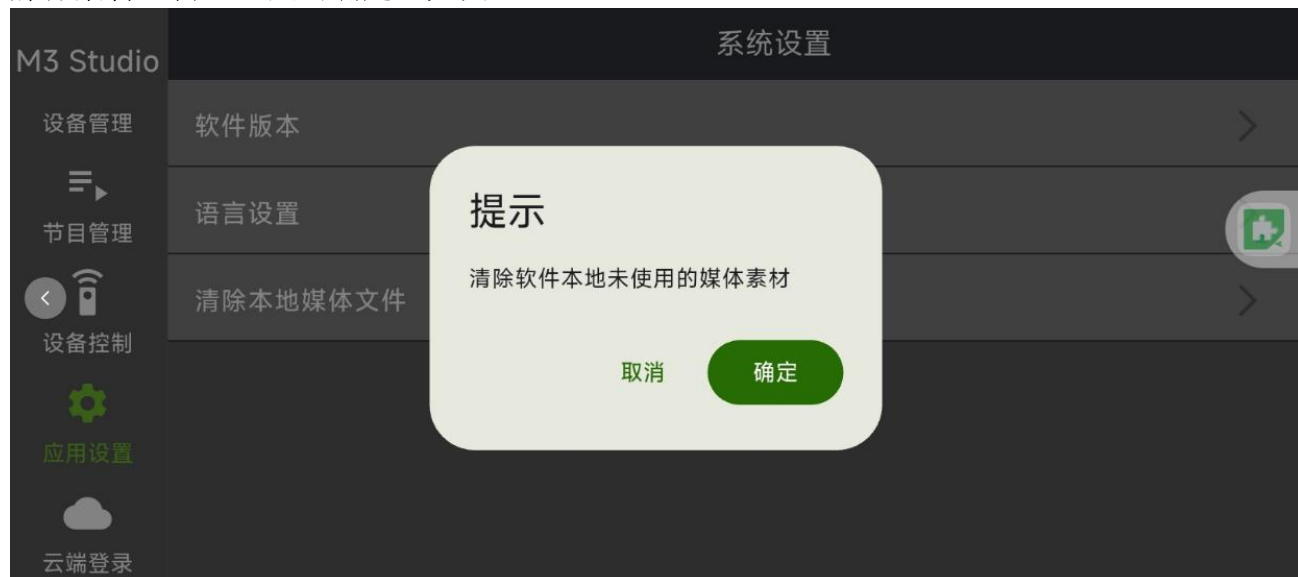 M3 Studio
系统设置
设备管理
软件版本
节目管理
语言设置
提示
清除软件本地未使用的媒体素材
设备控制
清除本地媒体文件
取消
确定
应用设置
云端登录